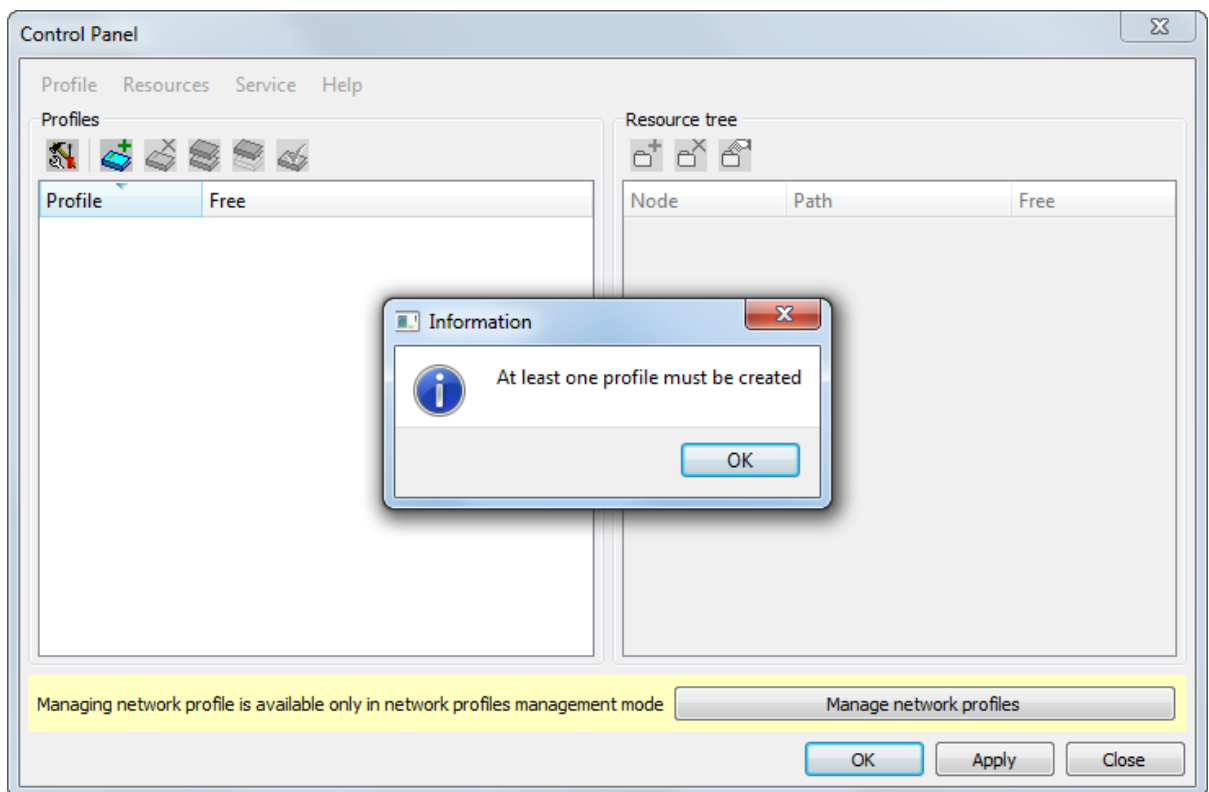 Control Panel
Profile Resources Service Help
Profiles
Resource tree
Profile Free
Node Path Free
Information
At least one profile must be created
OK
Managing network profile is available only in network profiles management mode Manage network profiles
OK Apply Close